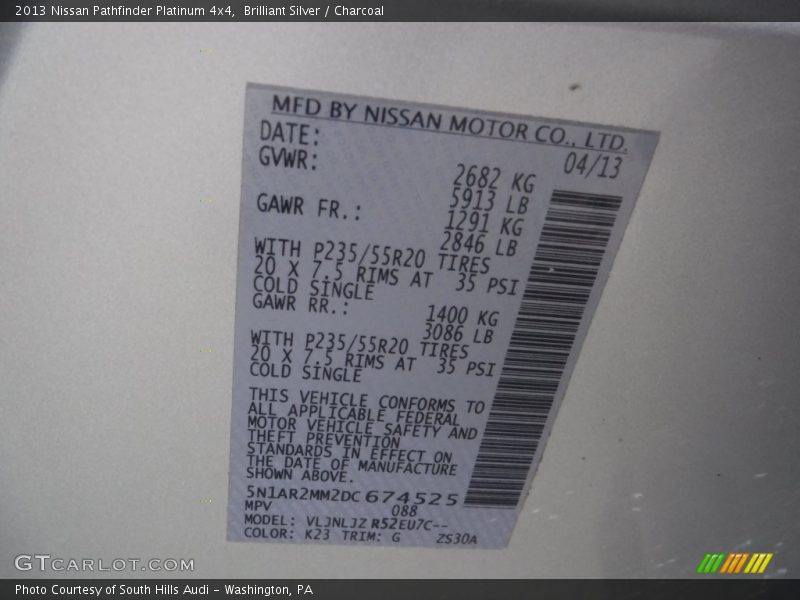 2013 Nissan Pathfinder Platinum 4x4, Brilliant Silver / Charcoal
MFD BY NISSAN MOTOR CO., LTD.
DATE: 04/13
GVWR: 2682 KG
5913 LB
GAWR FR.: 1291 KG
2846 LB
WITH P235/55R20 TIRES
20 X 7.5 RIMS AT 35 PSI
COLD SINGLE
GAWR RR.: 1400 KG
3086 LB
WITH P235/55R20 TIRES
20 X 7.5 RIMS AT 35 PSI
COLD SINGLE
THIS VEHICLE CONFORMS TO
ALL APPLICABLE FEDERAL
MOTOR VEHICLE SAFETY AND
THEFT PREVENTION
STANDARDS IN EFFECT ON
THE DATE OF MANUFACTURE
SHOWN ABOVE.
5N1AR2MM2DC674525
MPV 088
MODEL: VLJNLJZ R52EU7C--
COLOR: K23 TRIM: G ZS30A
GTCARLOT.COM
Photo Courtesy of South Hills Audi - Washington, PA